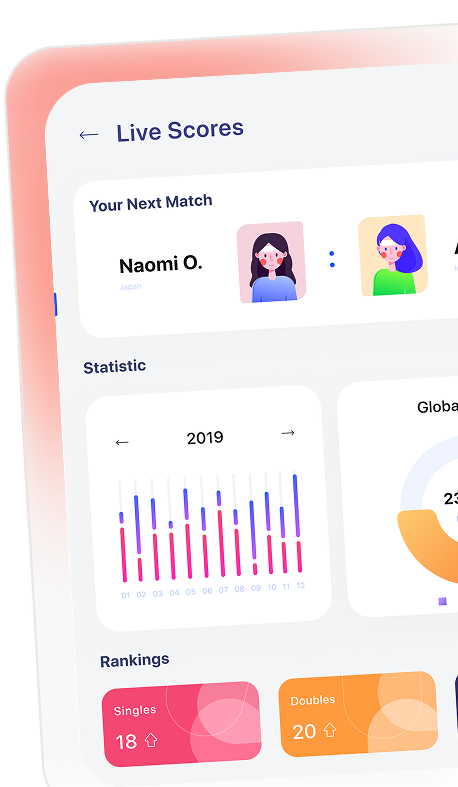 ← Live Scores
Your Next Match
Naomi O.
Japan
:
Statistic
← 2019 →
01 02 03 04 05 06 07 08 09 10 11 12
Rankings
Singles
18
Doubles
20